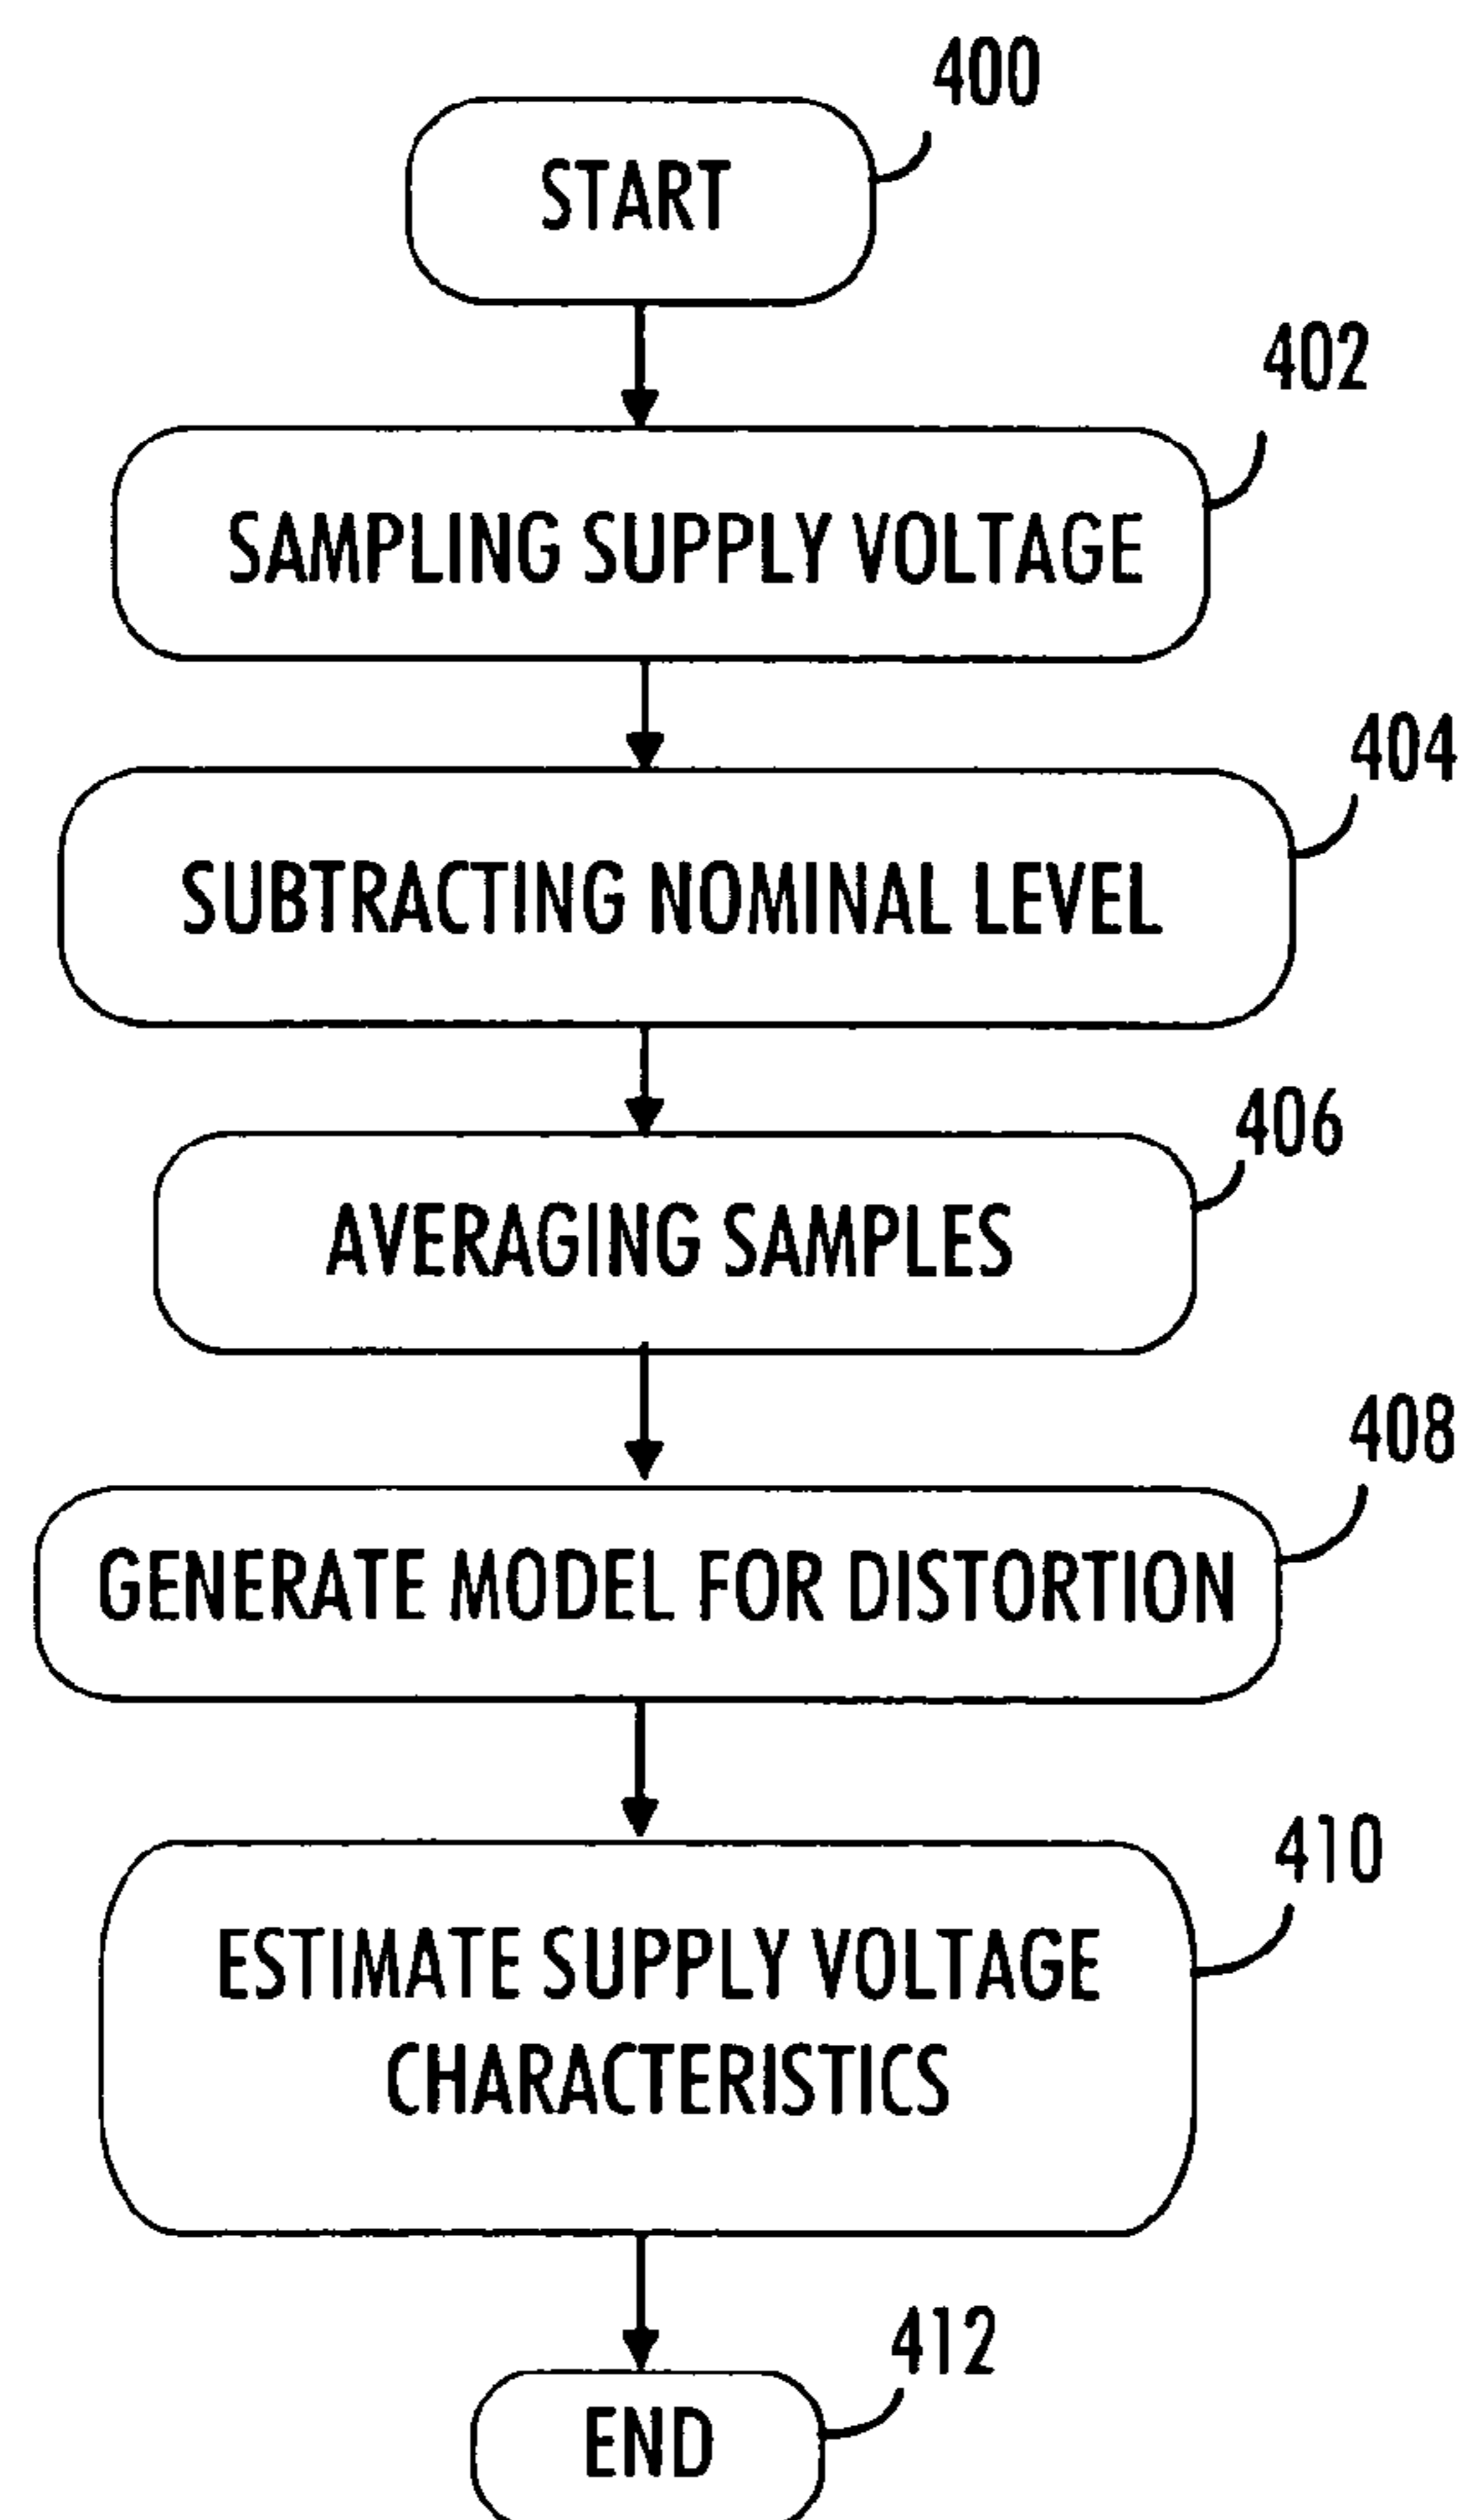 400
START
402
SAMPLING SUPPLY VOLTAGE
404
SUBTRACTING NOMINAL LEVEL
406
AVERAGING SAMPLES
408
GENERATE MODEL FOR DISTORTION
410
ESTIMATE SUPPLY VOLTAGE
CHARACTERISTICS
412
END